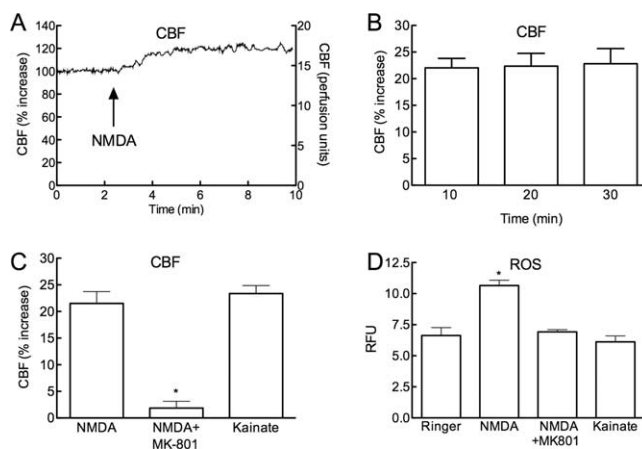 A
CBF
140
120
100
80
60
40
20
0
CBF (% increase)
20
15
10
5
0
CBF (perfusion units)
NMDA
0 2 4 6 8 10
Time (min)
B
CBF
30
25
20
15
10
5
0
CBF (% increase)
10 20 30
Time (min)
C
CBF
30
25
20
15
10
5
0
CBF (% increase)
*
NMDA NMDA+ Kainate
MK-801
D
ROS
12.5
10.0
7.5
5.0
2.5
0.0
RFU
*
Ringer NMDA NMDA Kainate
+MK801